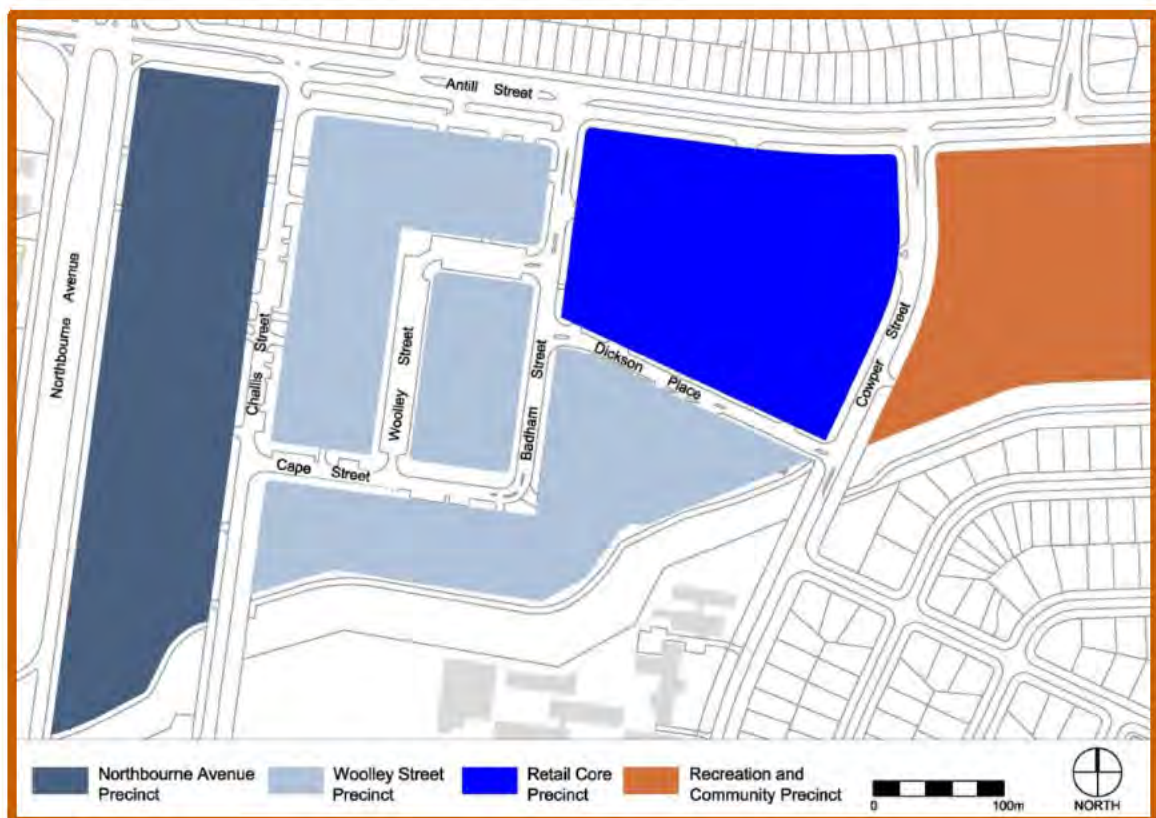 Antill Street
Northbourne Avenue
Challis Street
Woolley Street
Badham Street
Dickson Place
Cowper Street
Cape Street
Northbourne Avenue
Precinct
Woolley Street
Precinct
Retail Core
Precinct
Recreation and
Community Precinct
0 100m
NORTH